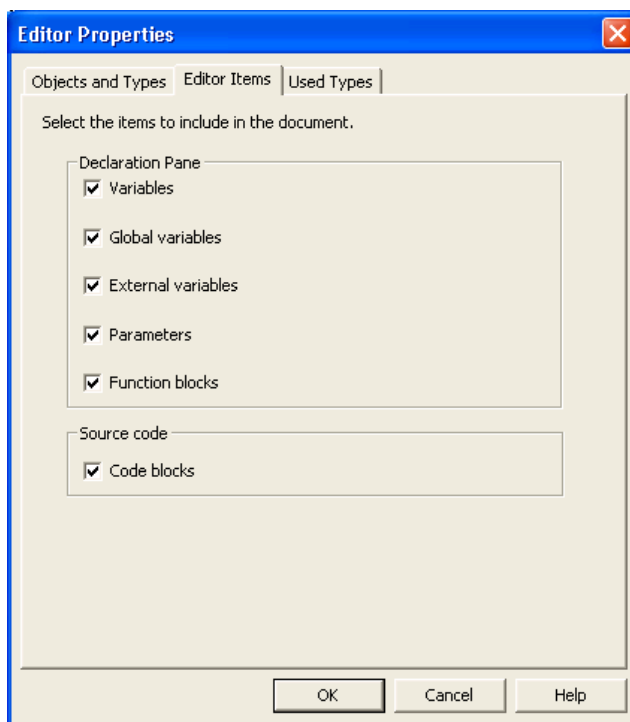 Editor Properties
Objects and Types Editor Items Used Types
Select the items to include in the document.
Declaration Pane
Variables
Global variables
External variables
Parameters
Function blocks
Source code
Code blocks
OK Cancel Help